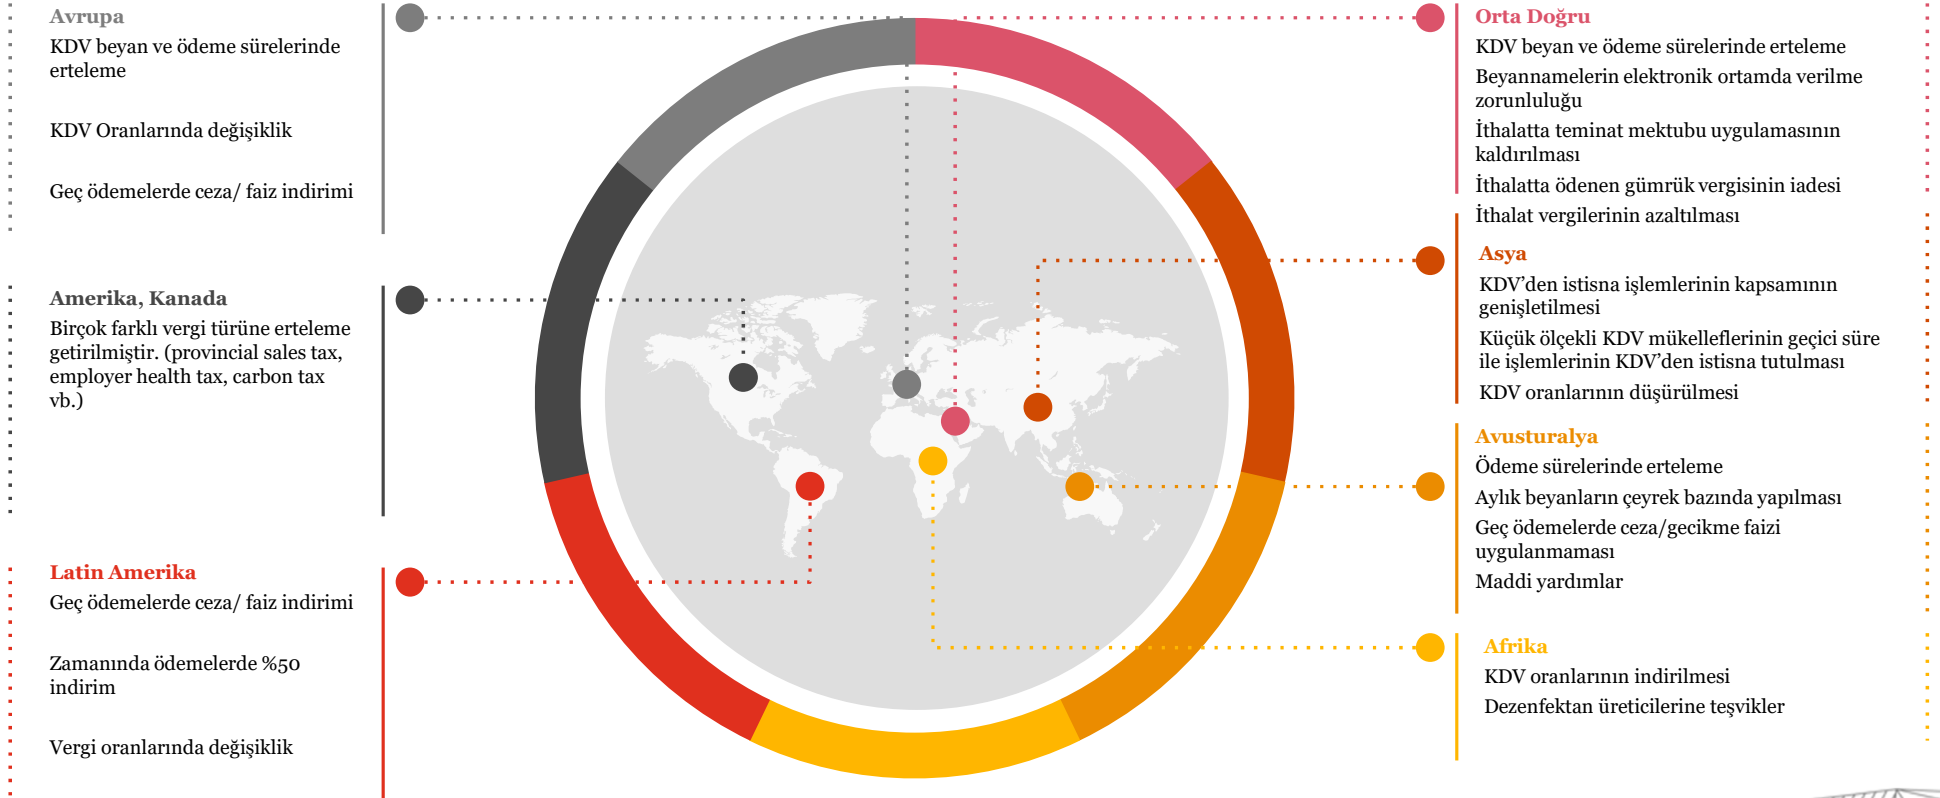 Avrupa
KDV beyan ve ödeme sürelerinde
erteleme
KDV Oranlarında değişiklik
Geç ödemelerde ceza/ faiz indirimi
Amerika, Kanada
Birçok farklı vergi türüne erteleme
getirilmiştir. (provincial sales tax,
employer health tax, carbon tax
vb.)
Latin Amerika
Geç ödemelerde ceza/ faiz indirimi
Zamanında ödemelerde %50
indirim
Vergi oranlarında değişiklik
Orta Doğru
KDV beyan ve ödeme sürelerinde erteleme
Beyannamelerin elektronik ortamda verilme
zorunluluğu
İthalatta teminat mektubu uygulamasının
kaldırılması
İthalatta ödenen gümrük vergisinin iadesi
İthalat vergilerinin azaltılması
Asya
KDV’den istisna işlemlerinin kapsamının
genişletilmesi
Küçük ölçekli KDV mükelleflerinin geçici süre
ile işlemlerinin KDV’den istisna tutulması
KDV oranlarının düşürülmesi
Avusturalya
Ödeme sürelerinde erteleme
Aylık beyanların çeyrek bazında yapılması
Geç ödemelerde ceza/gecikme faizi
uygulanmaması
Maddi yardımlar
Afrika
KDV oranlarının indirilmesi
Dezenfektan üreticilerine teşvikler